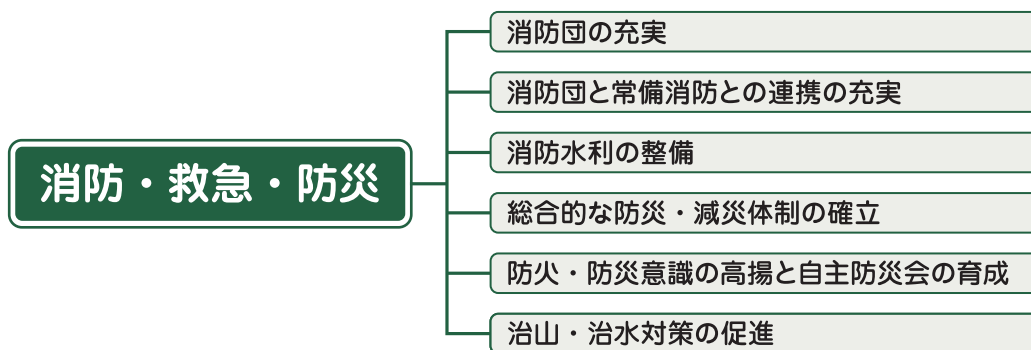 消防・救急・防災
消防団の充実
消防団と常備消防との連携の充実
消防水利の整備
総合的な防災・減災体制の確立
防火・防災意識の高揚と自主防災会の育成
治山・治水対策の促進